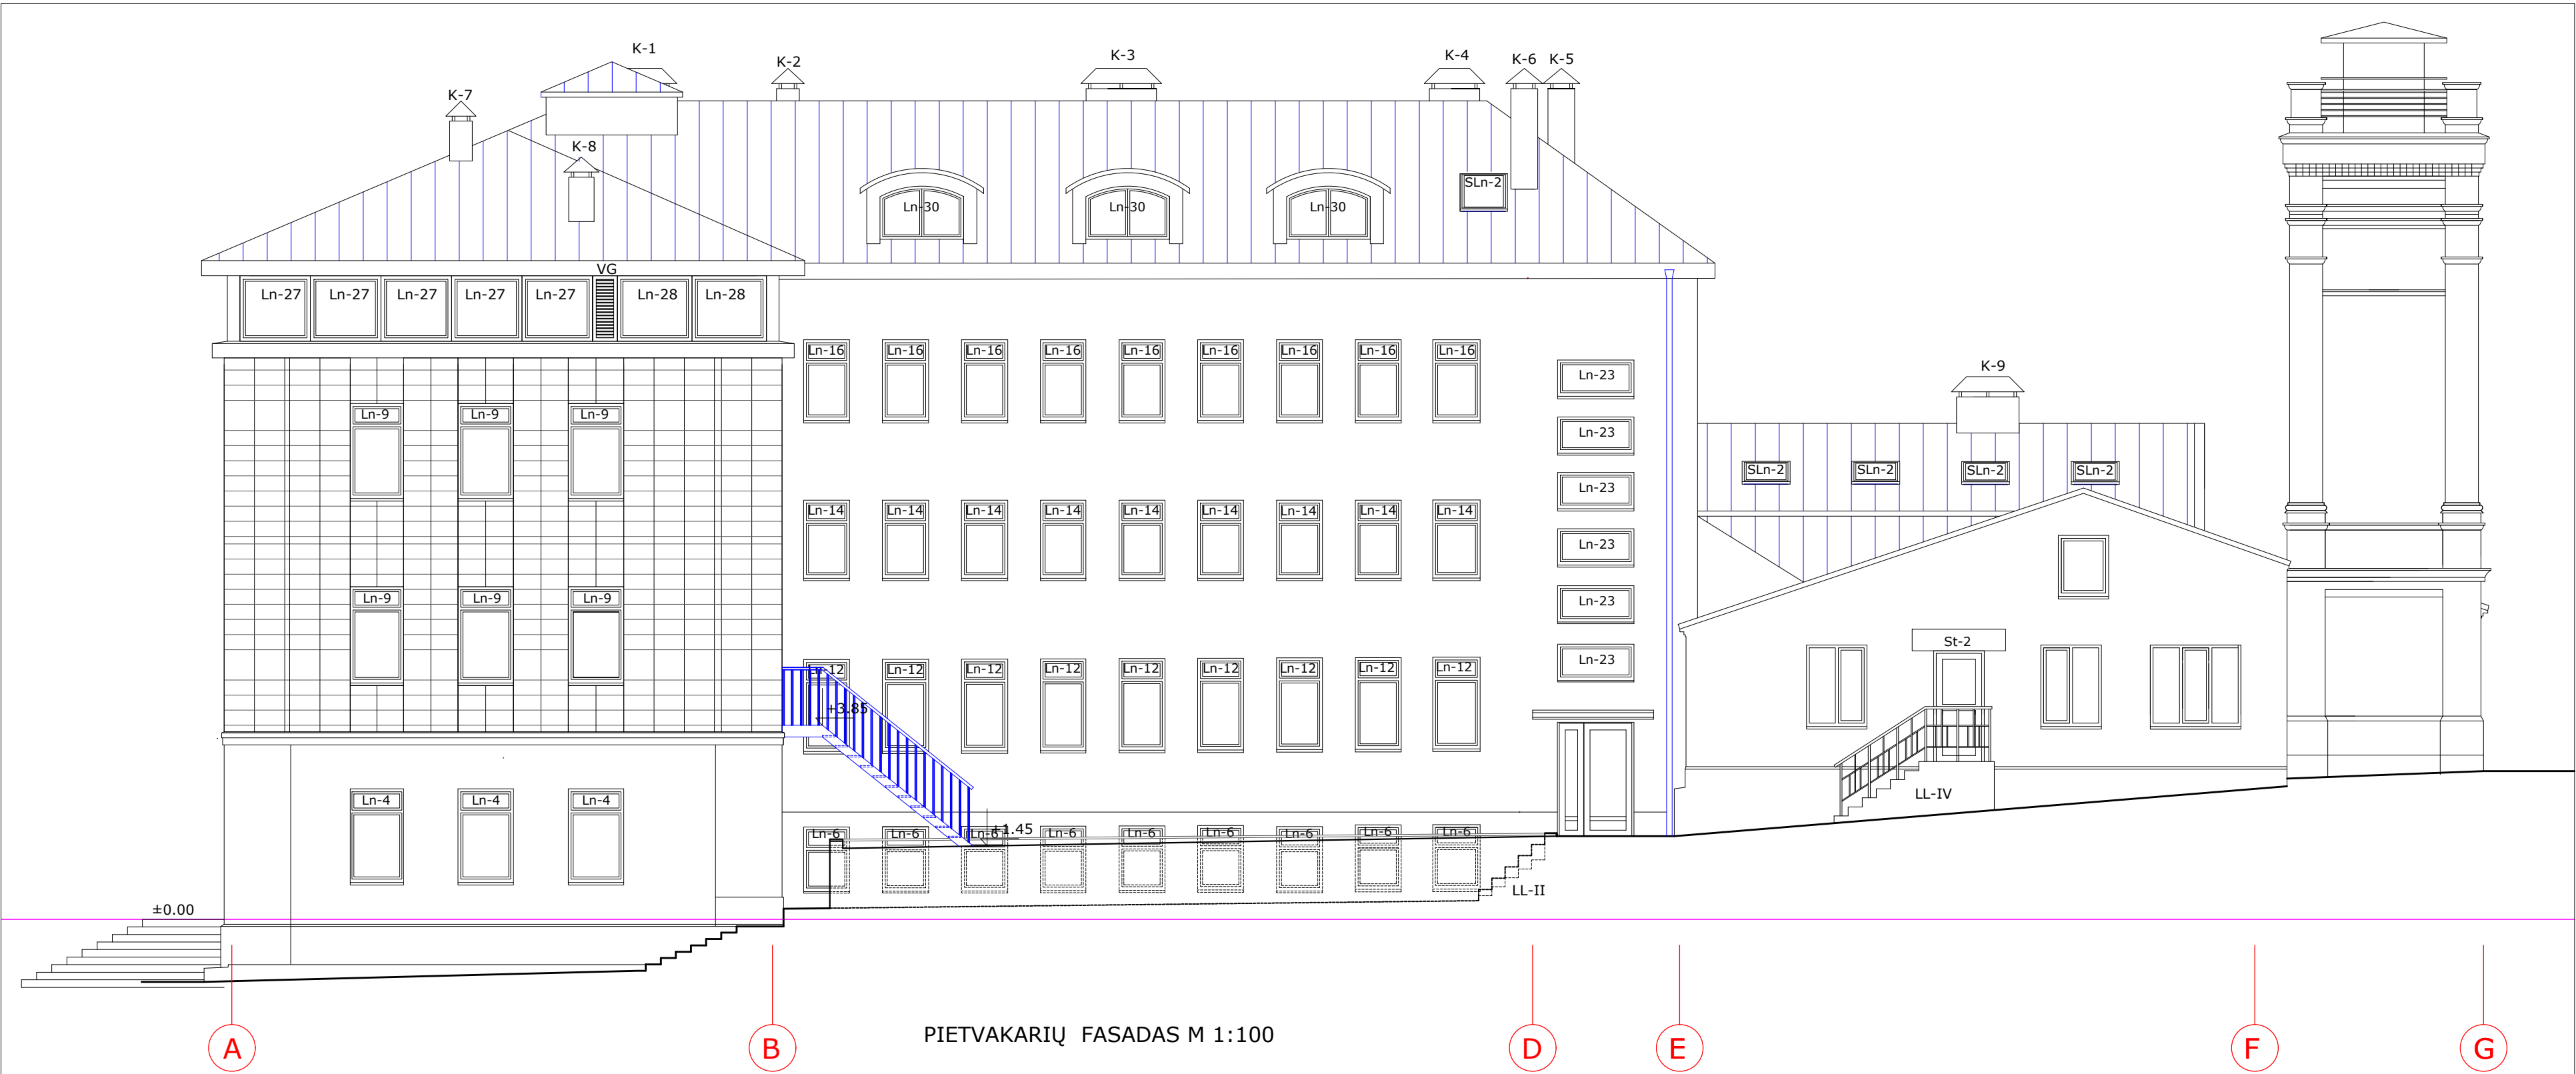 K-1
K-2
K-3
K-4
K-6
K-5
K-7
K-8
SLn-2
Ln-30
Ln-30
Ln-30
VG
Ln-27
Ln-27
Ln-27
Ln-27
Ln-27
Ln-28
Ln-28
Ln-16
Ln-16
Ln-16
Ln-16
Ln-16
Ln-16
Ln-16
Ln-16
Ln-16
K-9
Ln-23
Ln-9
Ln-9
Ln-9
Ln-23
SLn-2
SLn-2
SLn-2
SLn-2
Ln-23
Ln-14
Ln-14
Ln-14
Ln-14
Ln-14
Ln-14
Ln-14
Ln-14
Ln-14
Ln-23
Ln-9
Ln-9
Ln-9
Ln-23
St-2
Ln-23
Ln-12
Ln-12
Ln-12
Ln-12
Ln-12
Ln-12
Ln-12
Ln-12
Ln-12
+3.85
LL-IV
Ln-4
Ln-4
Ln-4
Ln-6
Ln-6
Ln-6
+1.45
Ln-6
Ln-6
Ln-6
Ln-6
Ln-6
Ln-6
LL-II
±0.00
PIETVAKARIŲ FASADAS M 1:100
A
B
D
E
F
G